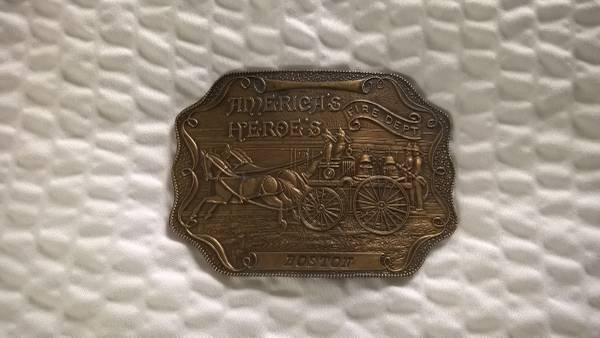 AMERICA'S
HEROE'S
FIRE DEPT.
BOSTON